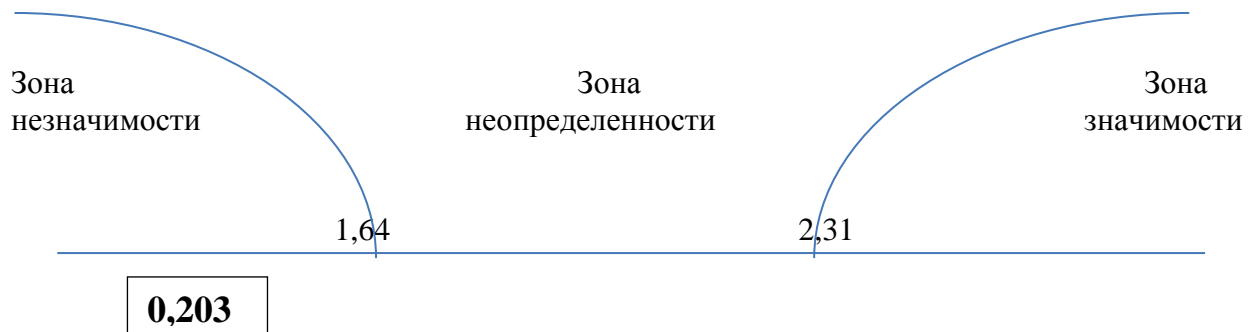 Зона
незначимости
Зона
неопределенности
Зона
значимости
1,64
2,31
0,203